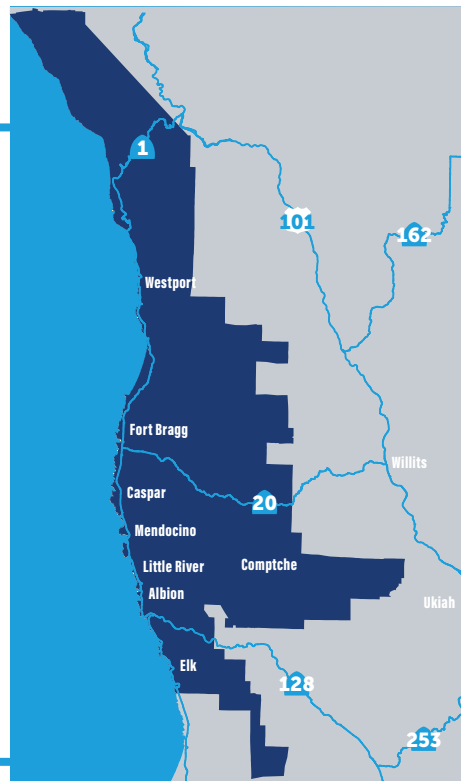 1
101
162
Westport
Fort Bragg
Willits
Caspar
20
Mendocino
Little River
Comptche
Albion
Ukiah
Elk
128
253